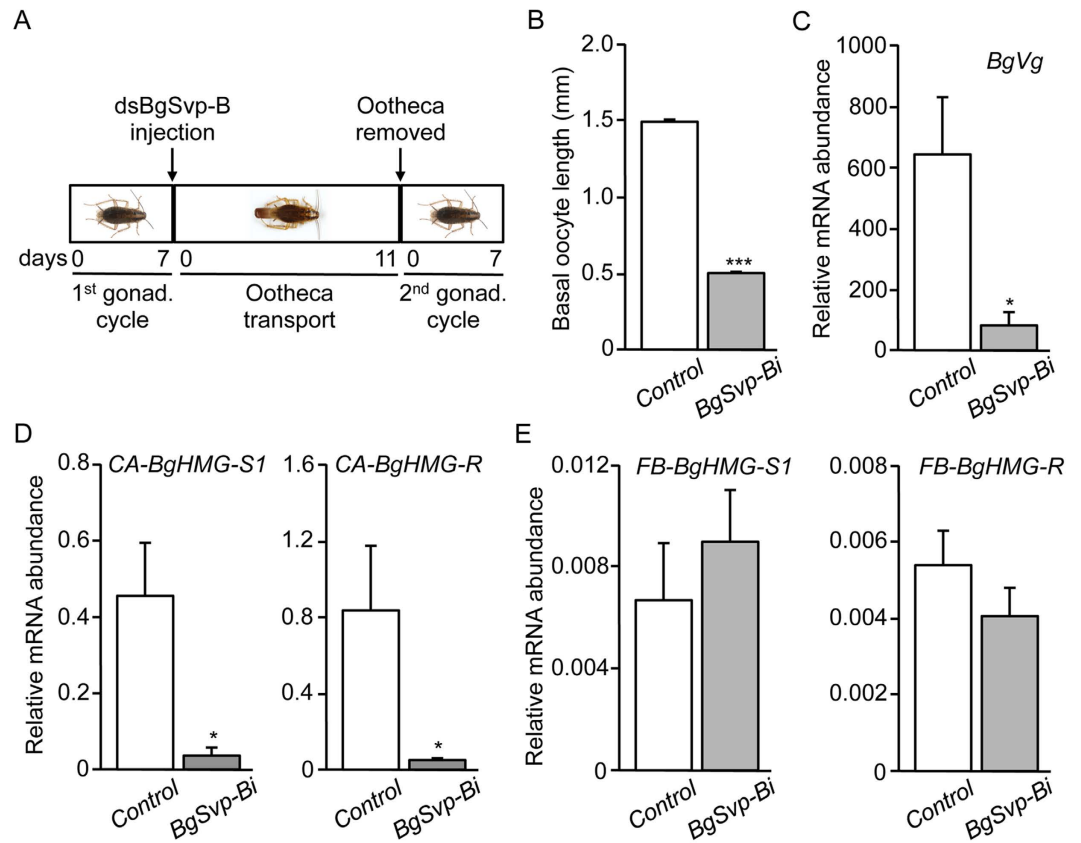 A
dsBgSvp-B
injection
Ootheca
removed
days 0 7 0 11 0 7
1st gonad.
cycle
Ootheca
transport
2nd gonad.
cycle
B
Basal oocyte length (mm)
2.0
1.5
1.0
0.5
0
***
Control
BgSvp-Bi
C
BgVg
Relative mRNA abundance
1000
800
600
400
200
0
*
Control
BgSvp-Bi
D
CA-BgHMG-S1
Relative mRNA abundance
0.8
0.6
0.4
0.2
0
*
Control
BgSvp-Bi
CA-BgHMG-R
1.6
1.2
0.8
0.4
0
*
Control
BgSvp-Bi
E
FB-BgHMG-S1
Relative mRNA abundance
0.012
0.008
0.004
0
Control
BgSvp-Bi
FB-BgHMG-R
0.008
0.006
0.004
0.002
0
Control
BgSvp-Bi